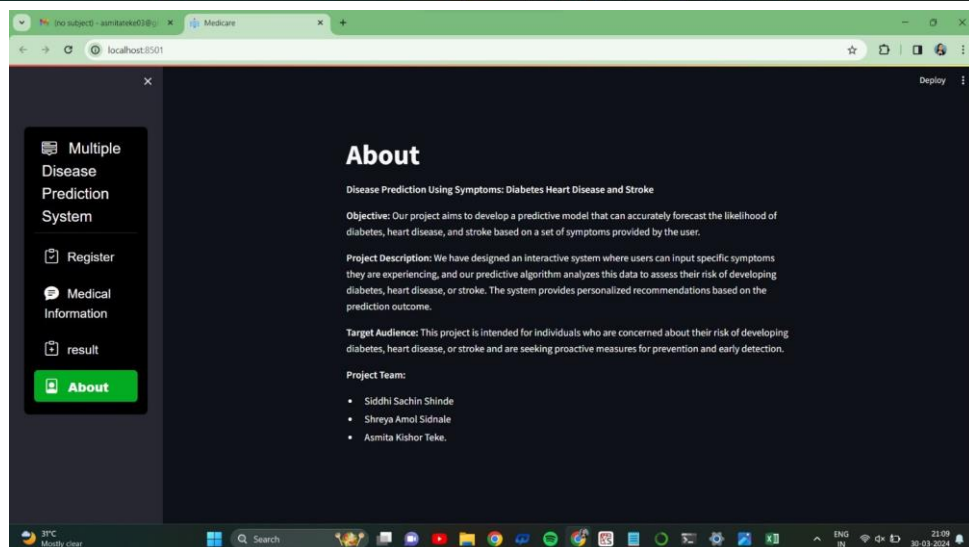 (no subject) - asmitateke03@g
Medicare
localhost:8501
Deploy
Multiple
Disease
Prediction
System
Register
Medical
Information
result
About
About
Disease Prediction Using Symptoms: Diabetes Heart Disease and Stroke
Objective: Our project aims to develop a predictive model that can accurately forecast the likelihood of
diabetes, heart disease, and stroke based on a set of symptoms provided by the user.
Project Description: We have designed an interactive system where users can input specific symptoms
they are experiencing, and our predictive algorithm analyzes this data to assess their risk of developing
diabetes, heart disease, or stroke. The system provides personalized recommendations based on the
prediction outcome.
Target Audience: This project is intended for individuals who are concerned about their risk of developing
diabetes, heart disease, or stroke and are seeking proactive measures for prevention and early detection.
Project Team:
• Siddhi Sachin Shinde
• Shreya Amol Sidnale
• Asmita Kishor Teke.
31°C
Mostly clear
Search
ENG
IN
21:09
30-03-2024